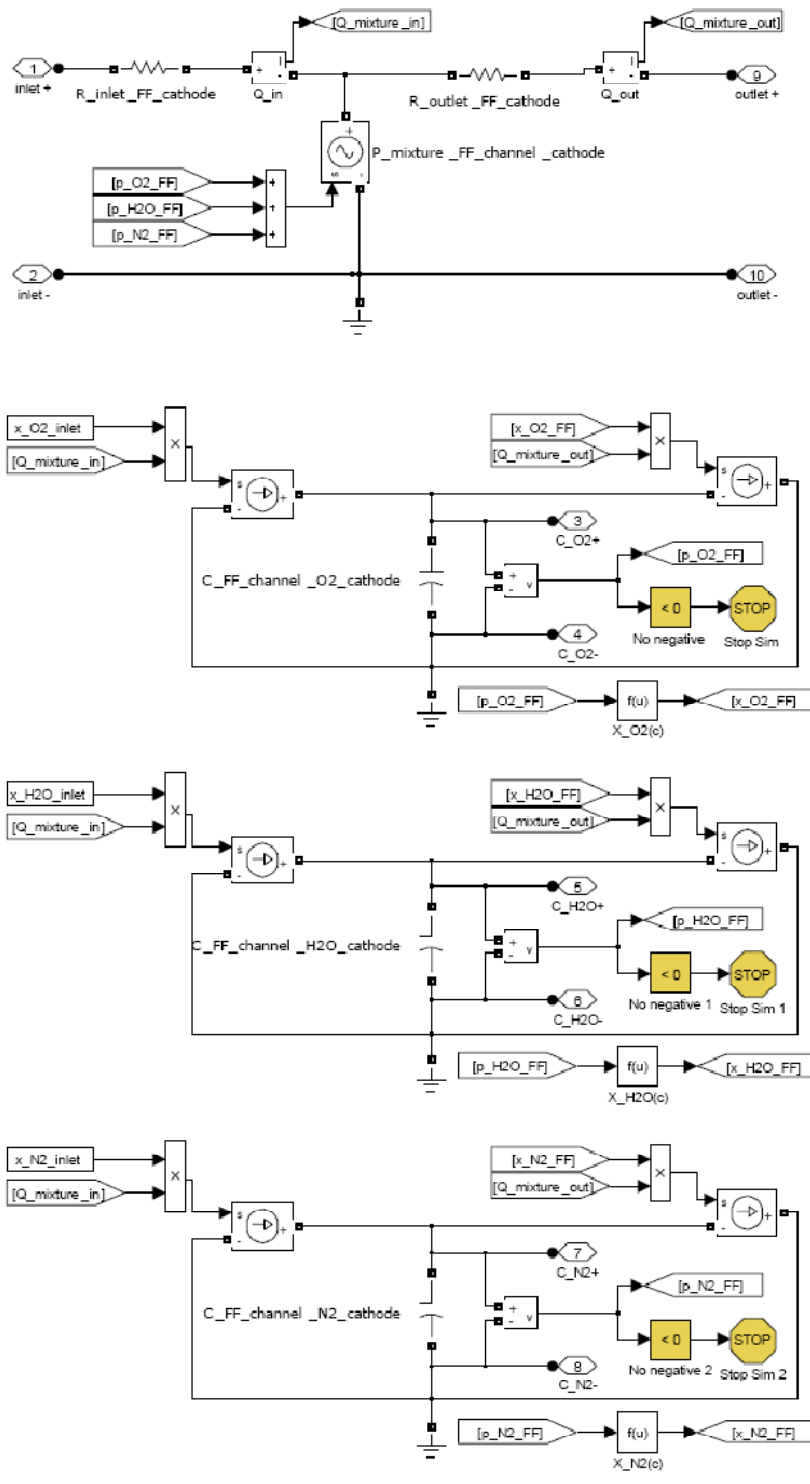 [Q_mixture_in]
[Q_mixture_out]
1
inlet +
R_inlet_FF_cathode
Q_in
R_outlet_FF_cathode
Q_out
9
outlet +
P_mixture_FF_channel_cathode
[p_O2_FF]
[p_H2O_FF]
[p_N2_FF]
2
inlet -
10
outlet -
x_O2_inlet
[Q_mixture_in]
[x_O2_FF]
[Q_mixture_out]
3
C_O2+
[p_O2_FF]
C_FF_channel_O2_cathode
v
< 0
STOP
No negative
Stop Sim
4
C_O2-
[p_O2_FF]
f(u)
[x_O2_FF]
X_O2(c)
x_H2O_inlet
[Q_mixture_in]
[x_H2O_FF]
[Q_mixture_out]
5
C_H2O+
[p_H2O_FF]
C_FF_channel_H2O_cathode
v
< 0
STOP
No negative 1
Stop Sim 1
6
C_H2O-
[p_H2O_FF]
f(u)
[x_H2O_FF]
X_H2O(c)
x_N2_inlet
[Q_mixture_in]
[x_N2_FF]
[Q_mixture_out]
7
C_N2+
[p_N2_FF]
C_FF_channel_N2_cathode
v
< 0
STOP
No negative 2
Stop Sim 2
8
C_N2-
[p_N2_FF]
f(u)
[x_N2_FF]
X_N2(c)